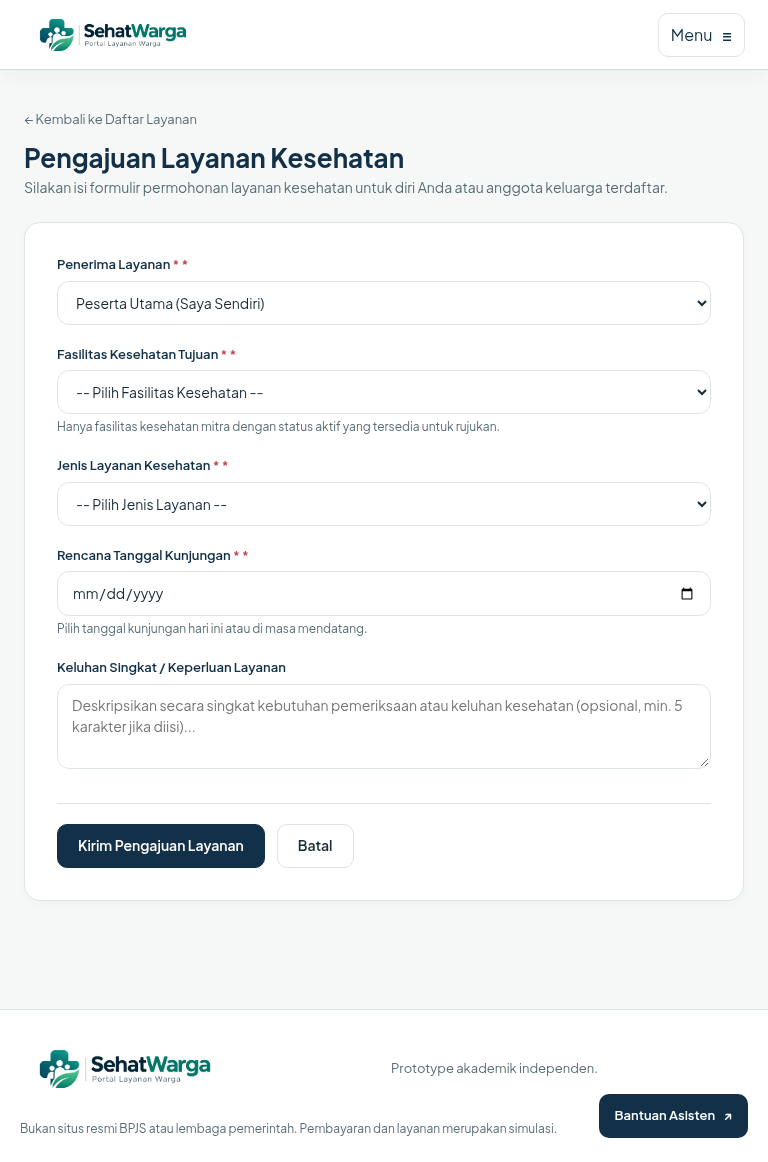 SehatWarga
Portal Layanan Warga
Menu ≡
← Kembali ke Daftar Layanan
Pengajuan Layanan Kesehatan
Silakan isi formulir permohonan layanan kesehatan untuk diri Anda atau anggota keluarga terdaftar.
Penerima Layanan * *
Peserta Utama (Saya Sendiri)
Fasilitas Kesehatan Tujuan * *
-- Pilih Fasilitas Kesehatan --
Hanya fasilitas kesehatan mitra dengan status aktif yang tersedia untuk rujukan.
Jenis Layanan Kesehatan * *
-- Pilih Jenis Layanan --
Rencana Tanggal Kunjungan * *
mm/dd/yyyy
Pilih tanggal kunjungan hari ini atau di masa mendatang.
Keluhan Singkat / Keperluan Layanan
Deskripsikan secara singkat kebutuhan pemeriksaan atau keluhan kesehatan (opsional, min. 5
karakter jika diisi)...
Kirim Pengajuan Layanan
Batal
SehatWarga
Portal Layanan Warga
Prototype akademik independen.
Bantuan Asisten ↗
Bukan situs resmi BPJS atau lembaga pemerintah. Pembayaran dan layanan merupakan simulasi.